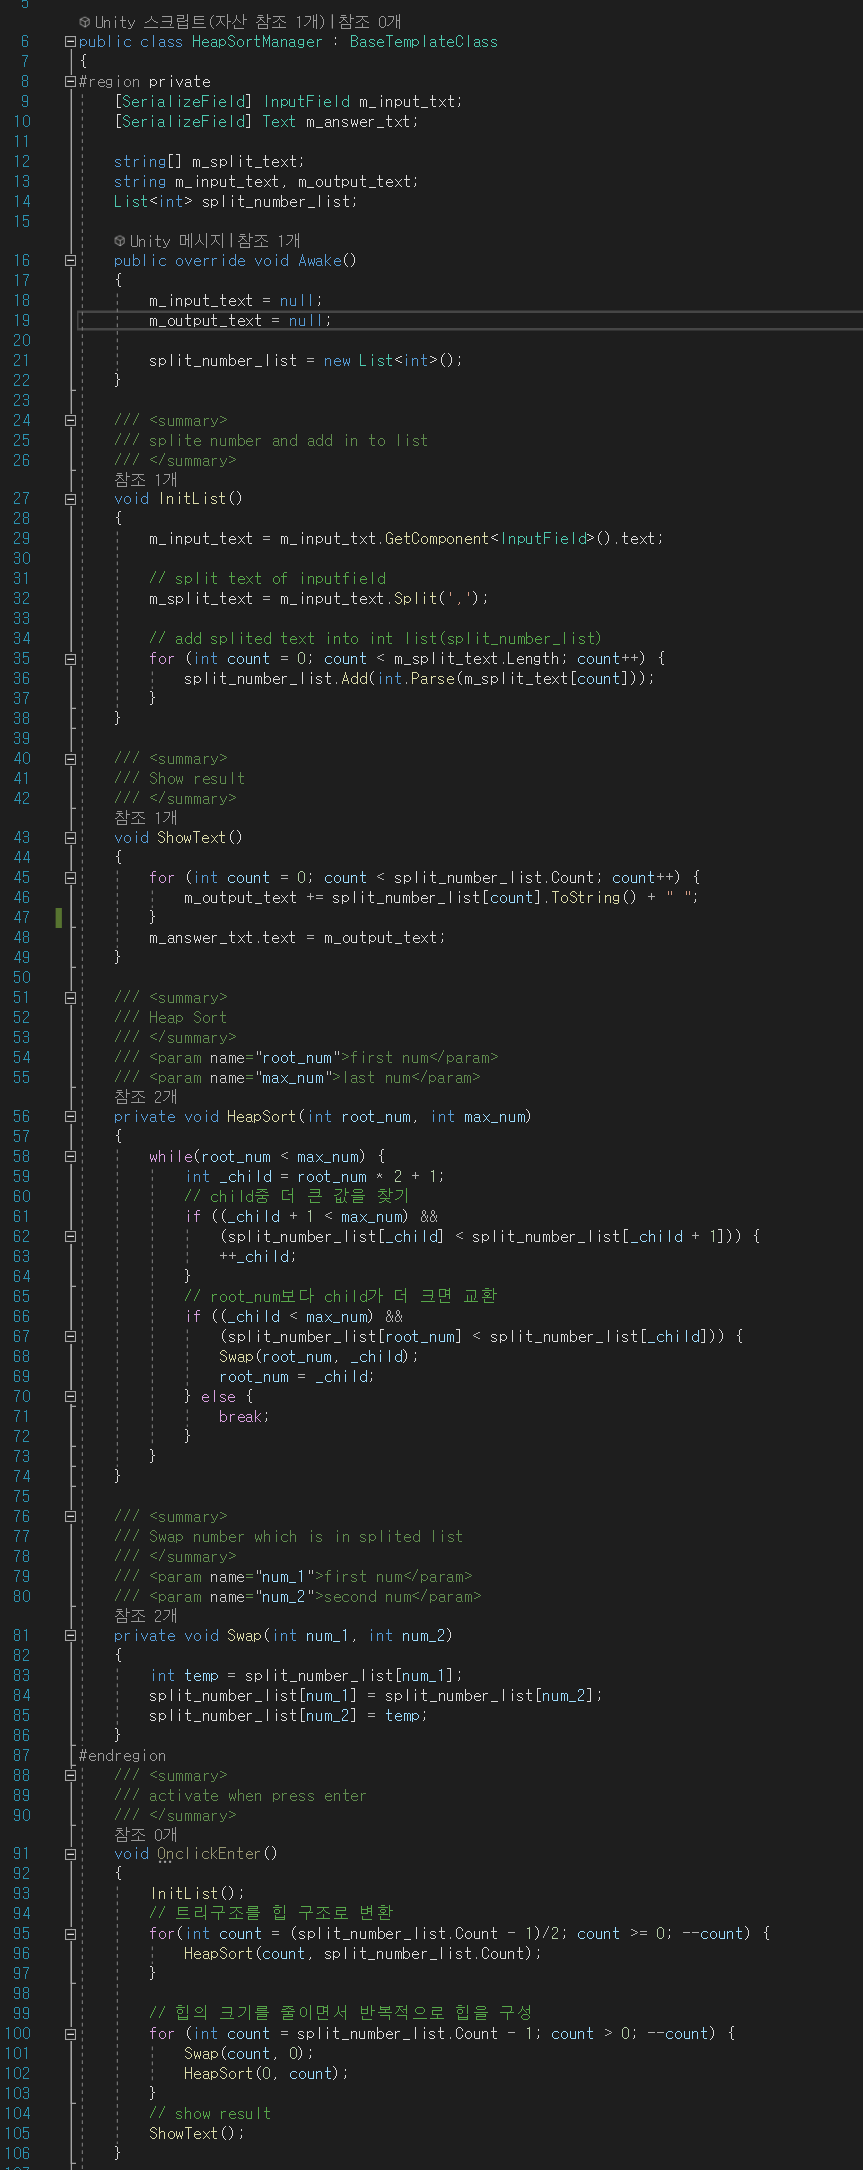 5
Unity 스크립트(자산 참조 1개)|참조 0개
6 public class HeapSortManager : BaseTemplateClass
7 {
8 #region private
9 [SerializeField] InputField m_input_txt;
10 [SerializeField] Text m_answer_txt;
11
12 string[] m_split_text;
13 string m_input_text, m_output_text;
14 List<int> split_number_list;
15
Unity 메시지|참조 1개
16 public override void Awake()
17 {
18 m_input_text = null;
19 m_output_text = null;
20
21 split_number_list = new List<int>();
22 }
23
24 /// <summary>
25 /// splite number and add in to list
26 /// </summary>
참조 1개
27 void InitList()
28 {
29 m_input_text = m_input_txt.GetComponent<InputField>().text;
30
31 // split text of inputfield
32 m_split_text = m_input_text.Split(',');
33
34 // add splited text into int list(split_number_list)
35 for (int count = 0; count < m_split_text.Length; count++) {
36 split_number_list.Add(int.Parse(m_split_text[count]));
37 }
38 }
39
40 /// <summary>
41 /// Show result
42 /// </summary>
참조 1개
43 void ShowText()
44 {
45 for (int count = 0; count < split_number_list.Count; count++) {
46 m_output_text += split_number_list[count].ToString() + " ";
47 }
48 m_answer_txt.text = m_output_text;
49 }
50
51 /// <summary>
52 /// Heap Sort
53 /// </summary>
54 /// <param name="root_num">first num</param>
55 /// <param name="max_num">last num</param>
참조 2개
56 private void HeapSort(int root_num, int max_num)
57 {
58 while(root_num < max_num) {
59 int _child = root_num * 2 + 1;
60 // child중 더 큰 값을 찾기
61 if ((_child + 1 < max_num) &&
62 (split_number_list[_child] < split_number_list[_child + 1])) {
63 ++_child;
64 }
65 // root_num보다 child가 더 크면 교환
66 if ((_child < max_num) &&
67 (split_number_list[root_num] < split_number_list[_child])) {
68 Swap(root_num, _child);
69 root_num = _child;
70 } else {
71 break;
72 }
73 }
74 }
75
76 /// <summary>
77 /// Swap number which is in splited list
78 /// </summary>
79 /// <param name="num_1">first num</param>
80 /// <param name="num_2">second num</param>
참조 2개
81 private void Swap(int num_1, int num_2)
82 {
83 int temp = split_number_list[num_1];
84 split_number_list[num_1] = split_number_list[num_2];
85 split_number_list[num_2] = temp;
86 }
87 #endregion
88 /// <summary>
89 /// activate when press enter
90 /// </summary>
참조 0개
91 void OnclickEnter()
92 {
93 InitList();
94 // 트리구조를 힙 구조로 변환
95 for(int count = (split_number_list.Count - 1)/2; count >= 0; --count) {
96 HeapSort(count, split_number_list.Count);
97 }
98
99 // 힙의 크기를 줄이면서 반복적으로 힙을 구성
100 for (int count = split_number_list.Count - 1; count > 0; --count) {
101 Swap(count, 0);
102 HeapSort(0, count);
103 }
104 // show result
105 ShowText();
106 }